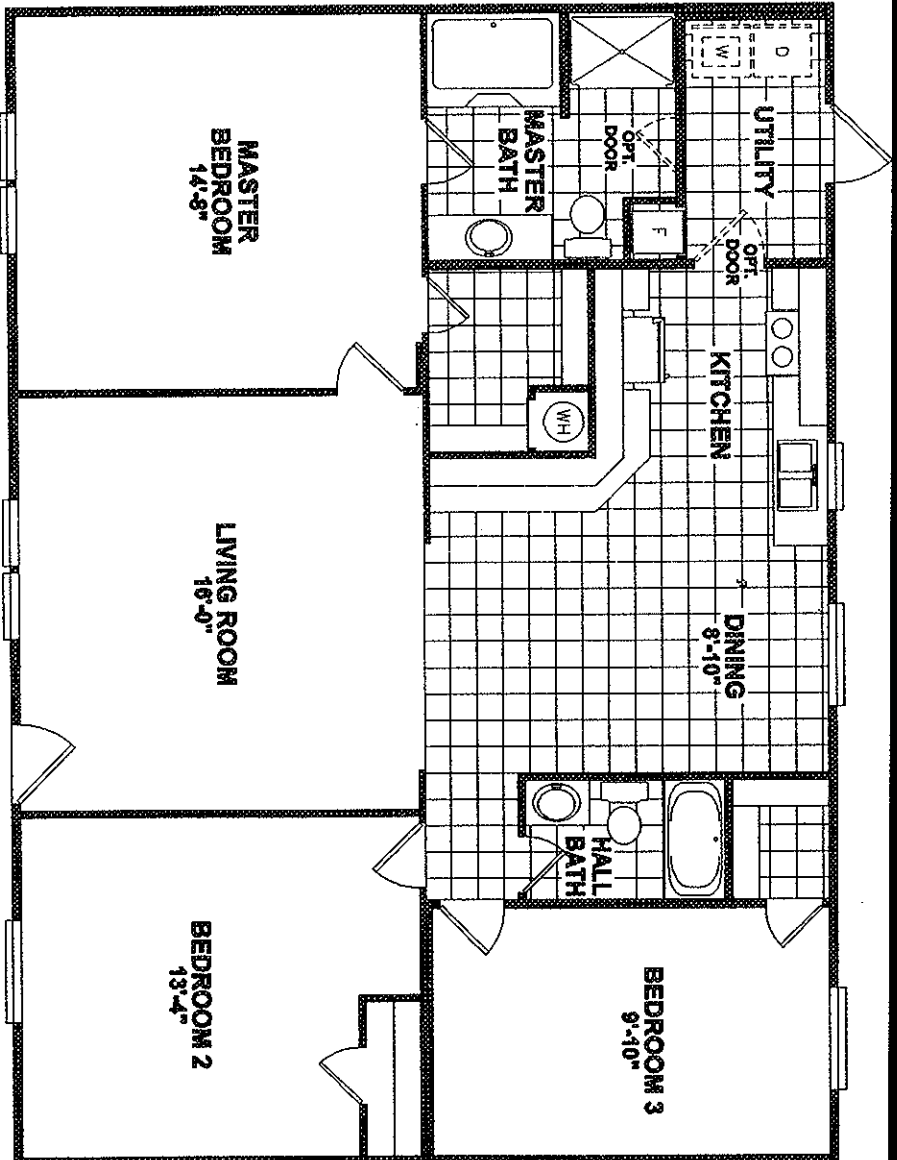 D
W
UTILITY
OPT.
DOOR
MASTER
BATH
F
OPT.
DOOR
MASTER
BEDROOM
14'-8"
KITCHEN
WH
LIVING ROOM
16'-0"
DINING
8'-10"
HALL
BATH
BEDROOM 2
13'-4"
BEDROOM 3
9'-10"